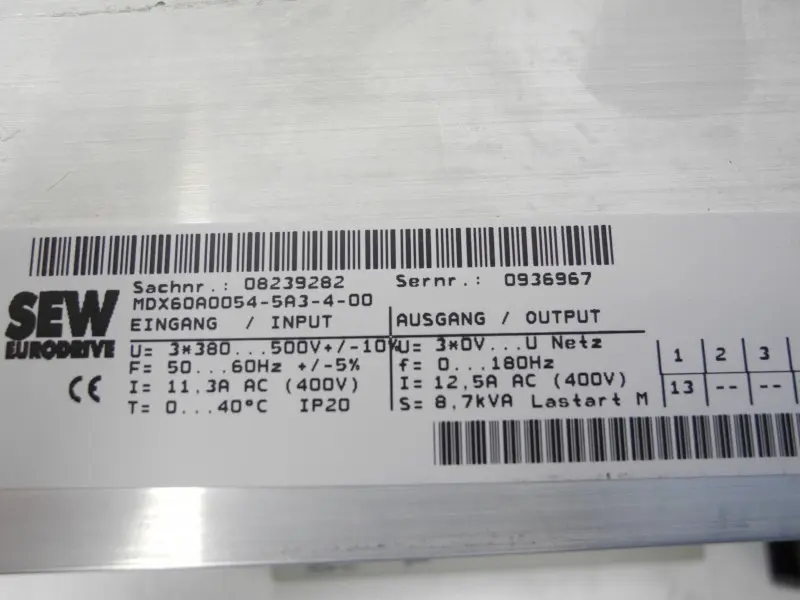 Sachnr.: 08239282 Sernr.: 0936967
MDX60A0054-5A3-4-00
SEW
EURODRIVE
CE
EINGANG / INPUT
U= 3*380...500V+/-10%
F= 50...60Hz +/-5%
I= 11,3A AC (400V)
T= 0...40°C IP20
AUSGANG / OUTPUT
U= 3*0V...U Netz
f= 0...180Hz
I= 12,5A AC (400V)
S= 8,7kVA Lastart M
1 2 3
13 -- --